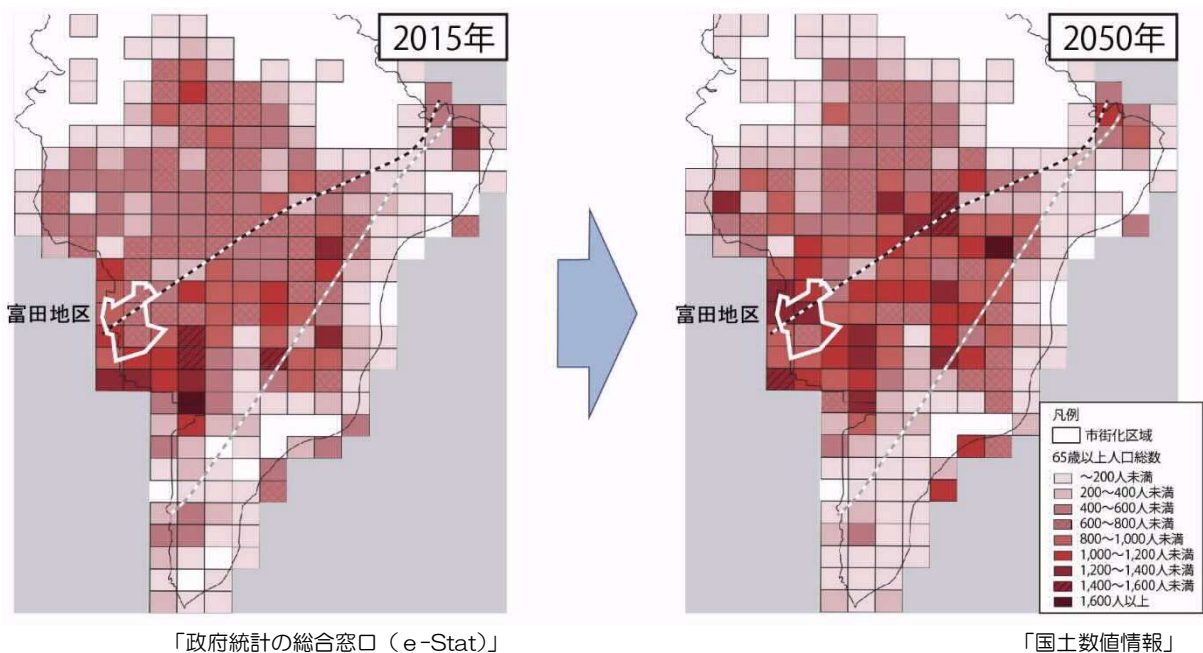 2015年
2050年
富田地区
富田地区
凡例
市街化区域
65歳以上人口総数
～200人未満
200～400人未満
400～600人未満
600～800人未満
800～1,000人未満
1,000～1,200人未満
1,200～1,400人未満
1,400～1,600人未満
1,600人以上
「政府統計の総合窓口（e-Stat）」
「国土数値情報」